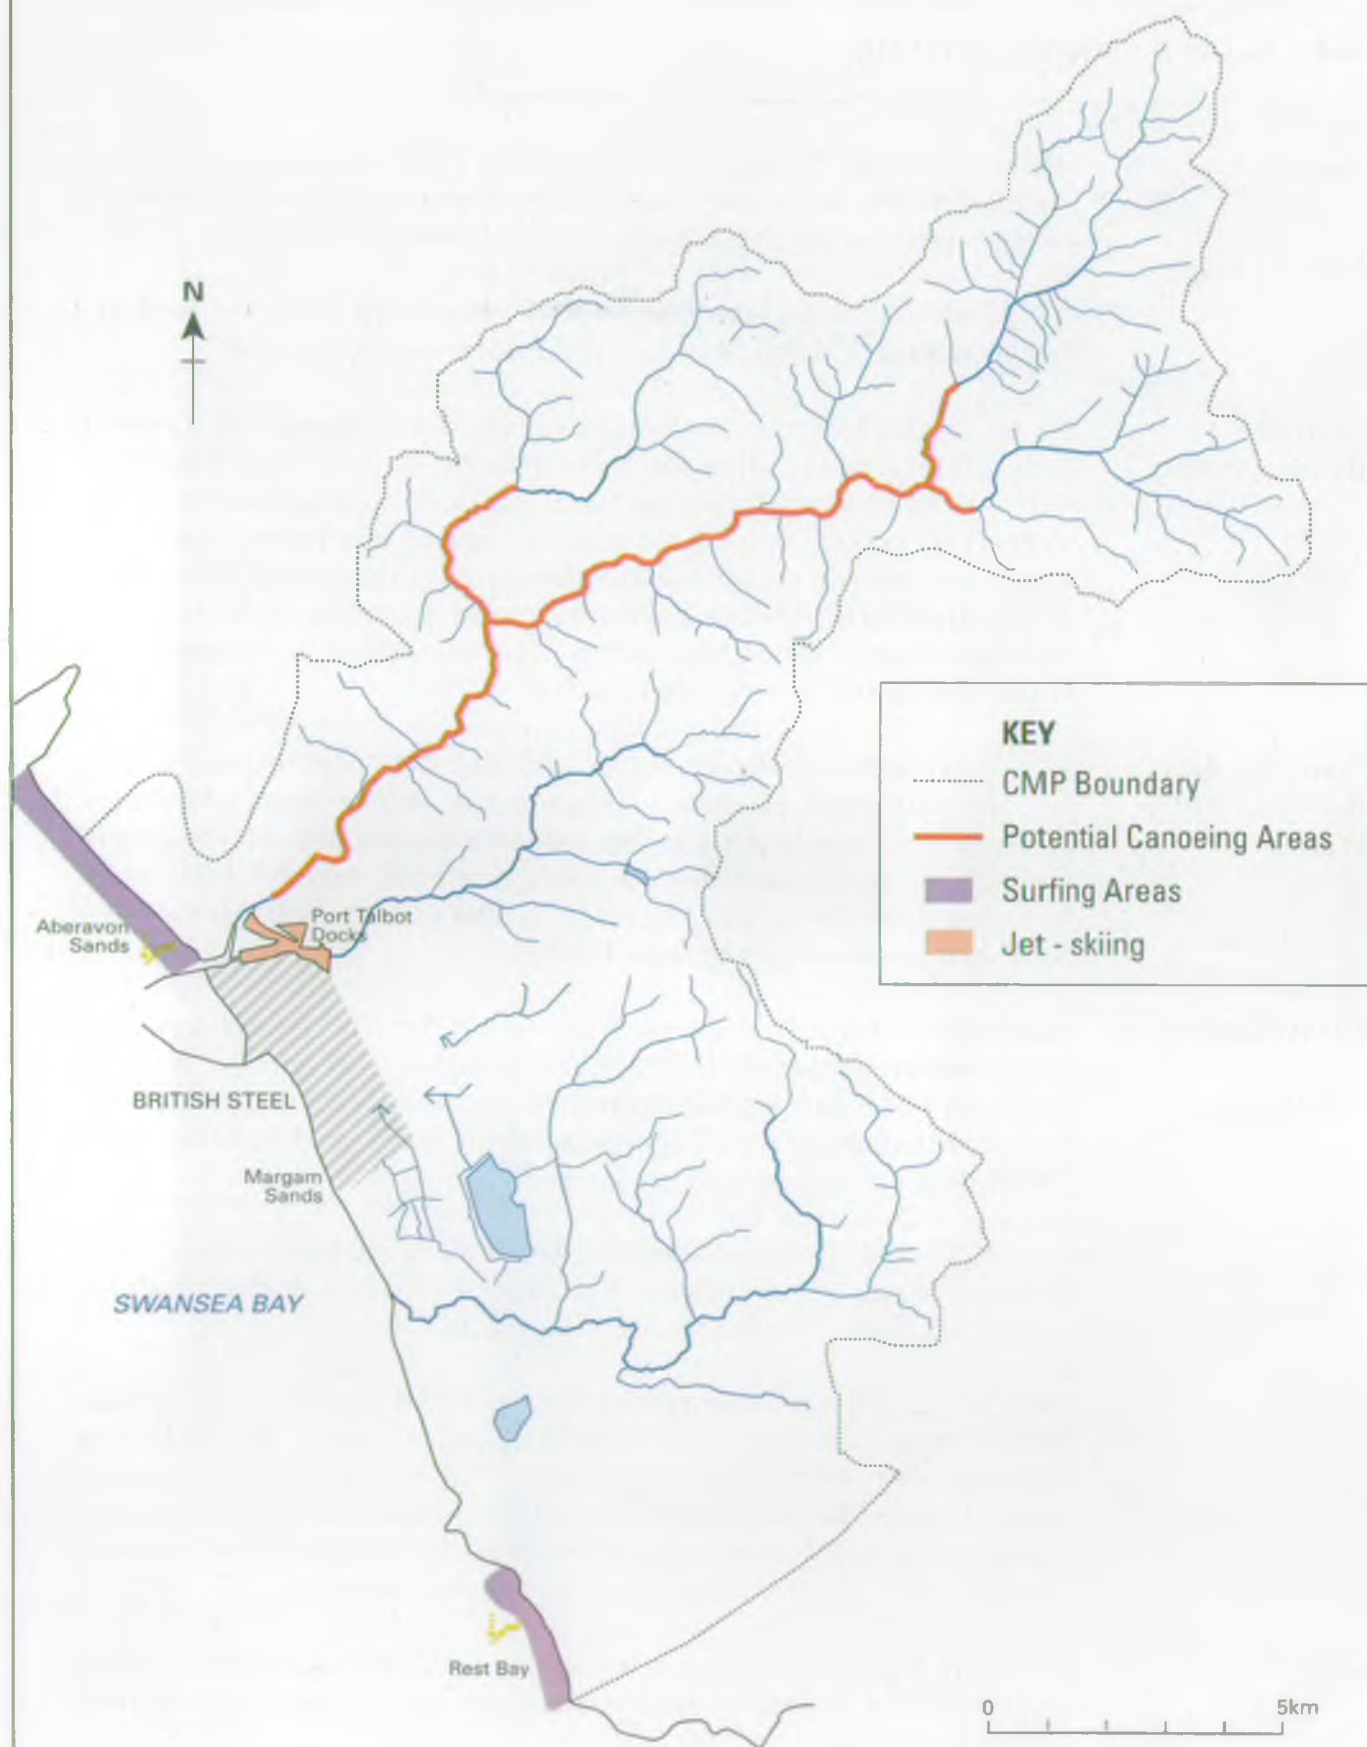 N
KEY
CMP Boundary
Potential Canoeing Areas
Surfing Areas
Jet - skiing
Port Talbot
Docks
Aberavon
Sands
BRITISH STEEL
Margam
Sands
SWANSEA BAY
Rest Bay
0 5km